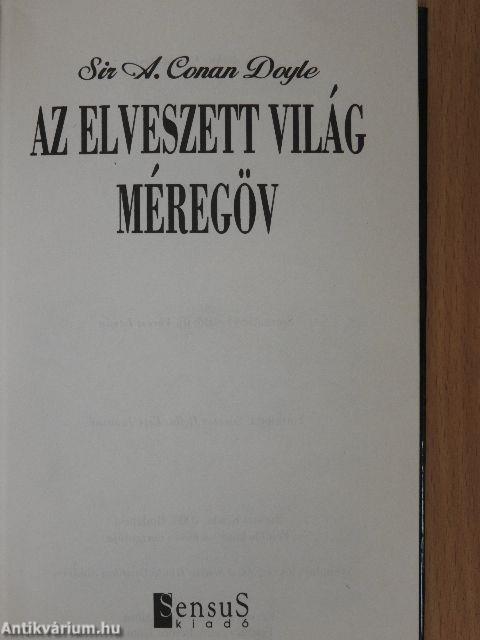 Sir A. Conan Doyle
AZ ELVESZETT VILÁG
MÉREGÖV
SensuS
kiadó
Antikvárium.hu